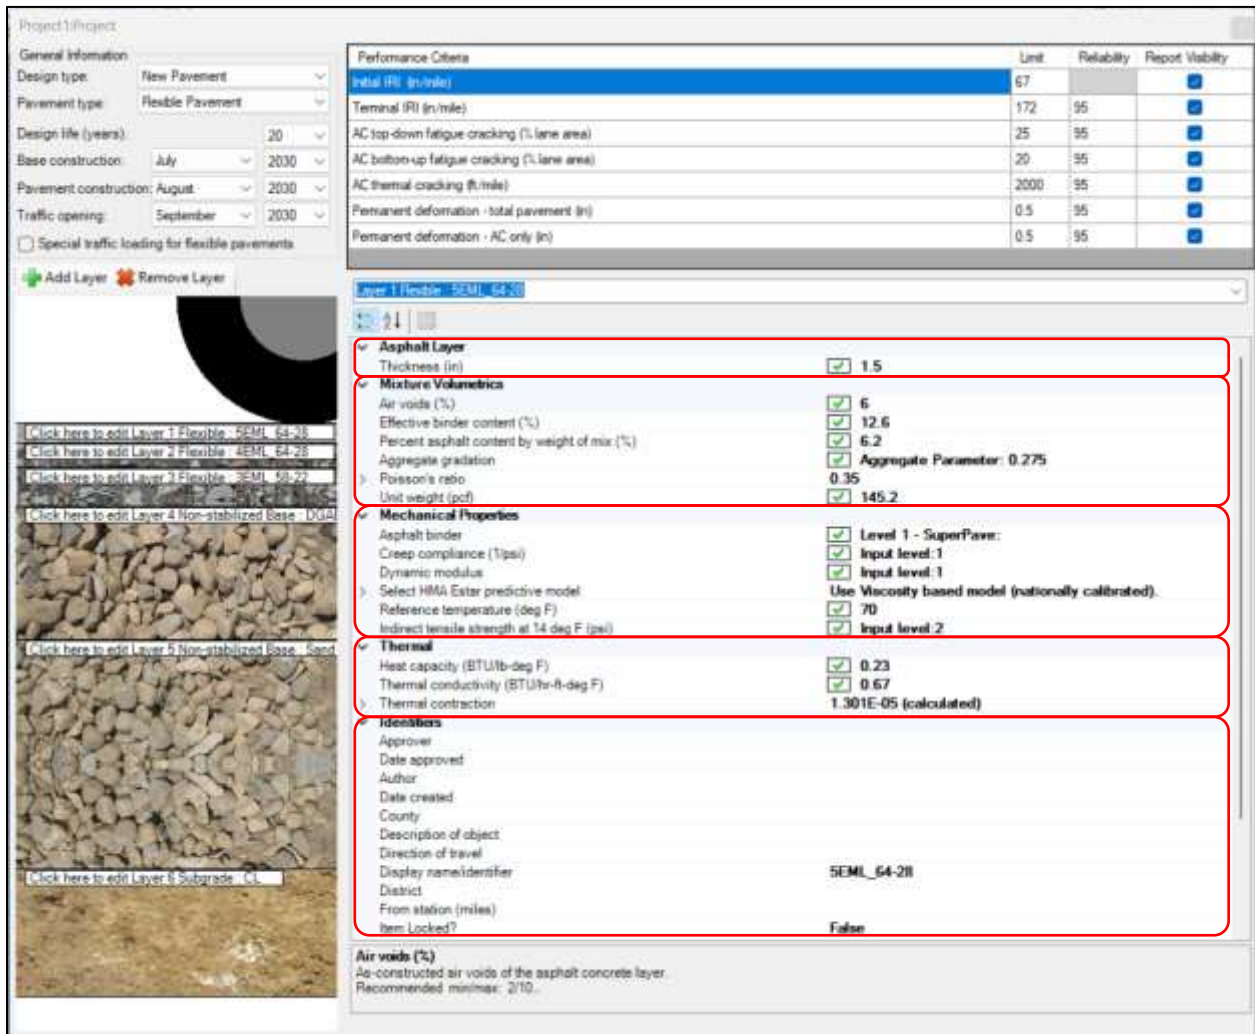 Project1:Project
General Information
Design type: New Pavement
Pavement type: Flexible Pavement
Design life (years): 20
Base construction: July 2030
Pavement construction: August 2030
Traffic opening: September 2030
Special traffic loading for flexible pavements
Add Layer Remove Layer
Performance Criteria Limit Reliability Report Visibility
Initial IRI (in/mile) 67
Terminal IRI (in/mile) 172 95
AC top-down fatigue cracking (% lane area) 25 95
AC bottom-up fatigue cracking (% lane area) 20 95
AC thermal cracking (ft/mile) 2000 95
Permanent deformation - total pavement (in) 0.5 95
Permanent deformation - AC only (in) 0.5 95
Click here to edit Layer 1 Flexible : 5EML_64-28
Click here to edit Layer 2 Flexible : 4EML_64-28
Click here to edit Layer 3 Flexible : 3EML_58-22
Click here to edit Layer 4 Non-stabilized Base : DGA
Click here to edit Layer 5 Non-stabilized Base : Sand
Click here to edit Layer 6 Subgrade : CL
Layer 1 Flexible : 5EML_64-28
Asphalt Layer
Thickness (in) 1.5
Mixture Volumetrics
Air voids (%) 6
Effective binder content (%) 12.6
Percent asphalt content by weight of mix (%) 6.2
Aggregate gradation Aggregate Parameter: 0.275
Poisson's ratio 0.35
Unit weight (pcf) 145.2
Mechanical Properties
Asphalt binder Level 1 - SuperPave:
Creep compliance (1/psi) Input level:1
Dynamic modulus Input level:1
Select HMA Estar predictive model Use Viscosity based model (nationally calibrated).
Reference temperature (deg F) 70
Indirect tensile strength at 14 deg F (psi) Input level:2
Thermal
Heat capacity (BTU/lb-deg F) 0.23
Thermal conductivity (BTU/hr-ft-deg F) 0.67
Thermal contraction 1.301E-05 (calculated)
Identifiers
Approver
Date approved
Author
Date created
County
Description of object
Direction of travel
Display name/identifier 5EML_64-28
District
From station (miles)
Item Locked? False
Air voids (%)
As-constructed air voids of the asphalt concrete layer.
Recommended min/max: 2/10..